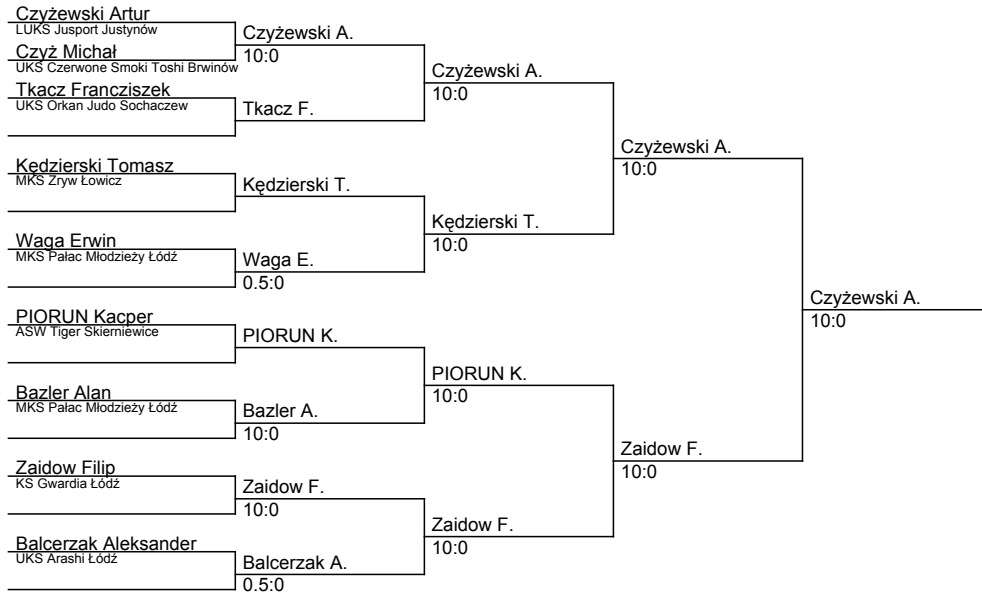 Czyżewski Artur
LUKS Jusport Justynów
Czyż Michał
UKS Czerwone Smoki Toshi Brwinów
Tkacz Francziszek
UKS Orkan Judo Sochaczew
Kędzierski Tomasz
MKS Zryw Łowicz
Waga Erwin
MKS Pałac Młodzieży Łódź
PIORUN Kacper
ASW Tiger Skierniewice
Bazler Alan
MKS Pałac Młodzieży Łódź
Zaidow Filip
KS Gwardia Łódź
Balcerzak Aleksander
UKS Arashi Łódź
Czyżewski A.
10:0
Tkacz F.
Kędzierski T.
Waga E.
0.5:0
PIORUN K.
Bazler A.
10:0
Zaidow F.
10:0
Balcerzak A.
0.5:0
Czyżewski A.
10:0
Kędzierski T.
10:0
PIORUN K.
10:0
Zaidow F.
10:0
Czyżewski A.
10:0
Zaidow F.
10:0
Czyżewski A.
10:0